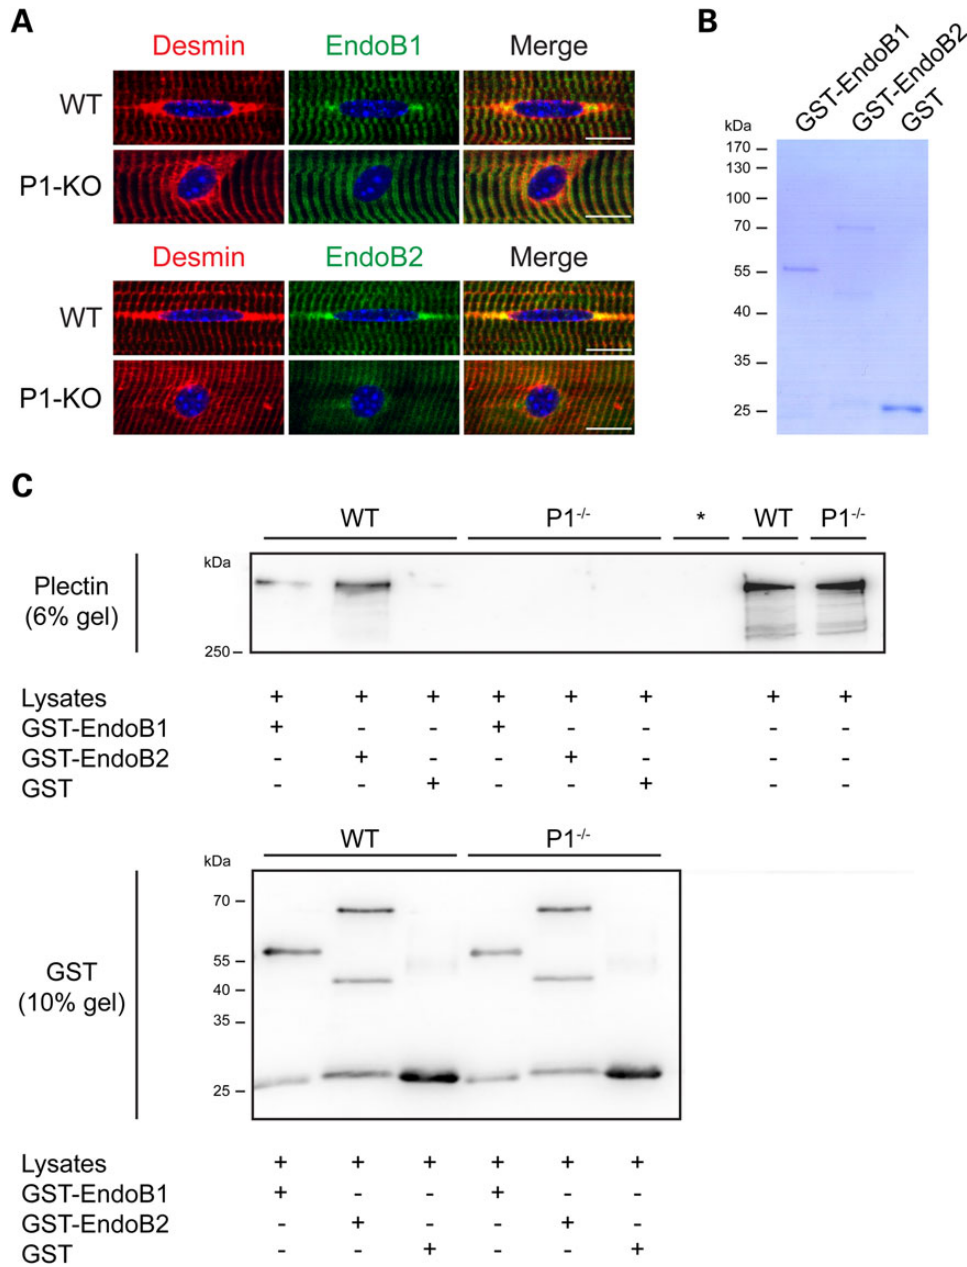 A
Desmin EndoB1 Merge
WT
P1-KO
Desmin EndoB2 Merge
WT
P1-KO
B
GST-EndoB1
GST-EndoB2
GST
kDa
170
130
100
70
55
40
35
25
C
WT P1-/- * WT P1-/-
kDa
Plectin
(6% gel)
250
Lysates + + + + + + + +
GST-EndoB1 + - - + - - - -
GST-EndoB2 - + - - + - - -
GST - - + - - + - -
WT P1-/-
kDa
70
55
40
35
25
GST
(10% gel)
Lysates + + + + + +
GST-EndoB1 + - - + - -
GST-EndoB2 - + - - + -
GST - - + - - +